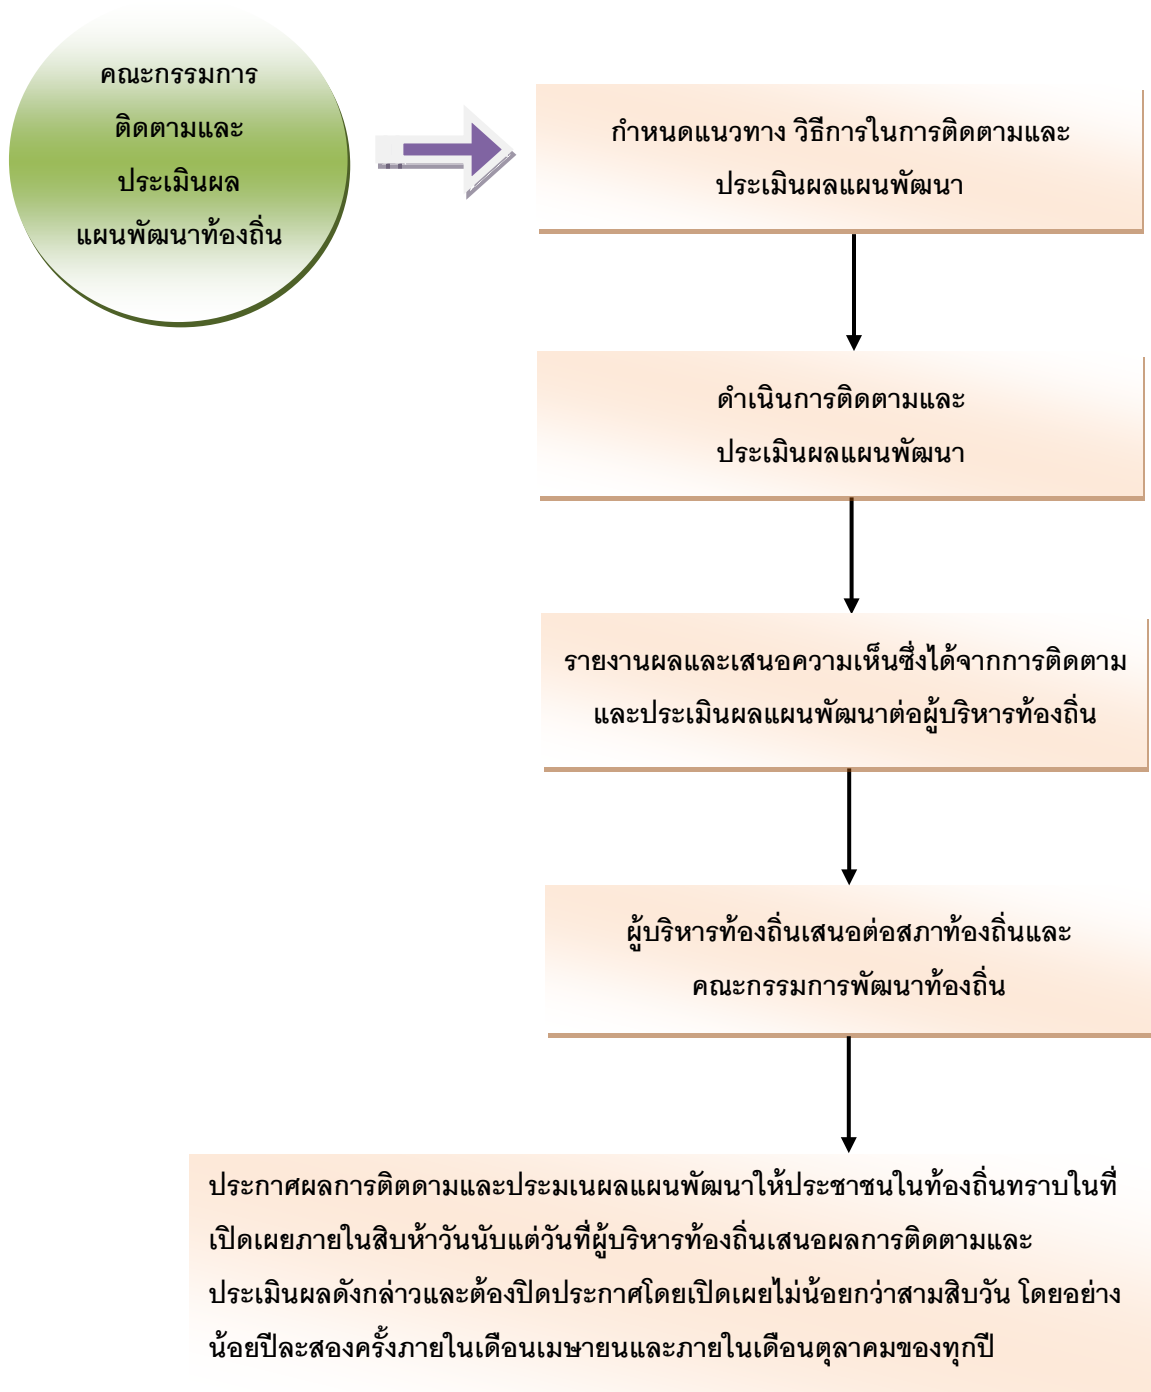 คณะกรรมการ
ติดตามและ
ประเมินผล
แผนพัฒนาท้องถิ่น
กำหนดแนวทาง วิธีการในการติดตามและ
ประเมินผลแผนพัฒนา
ดำเนินการติดตามและ
ประเมินผลแผนพัฒนา
รายงานผลและเสนอความเห็นซึ่งได้จากการติดตาม
และประเมินผลแผนพัฒนาต่อผู้บริหารท้องถิ่น
ผู้บริหารท้องถิ่นเสนอต่อสภาท้องถิ่นและ
คณะกรรมการพัฒนาท้องถิ่น
ประกาศผลการติตดามและประมเนผลแผนพัฒนาให้ประชาชนในท้องถิ่นทราบในที่
เปิดเผยภายในสิบห้าวันนับแต่วันที่ผู้บริหารท้องถิ่นเสนอผลการติดตามและ
ประเมินผลดังกล่าวและต้องปิดประกาศโดยเปิดเผยไม่น้อยกว่าสามสิบวัน โดยอย่าง
น้อยปีละสองครั้งภายในเดือนเมษายนและภายในเดือนตุลาคมของทุกปี